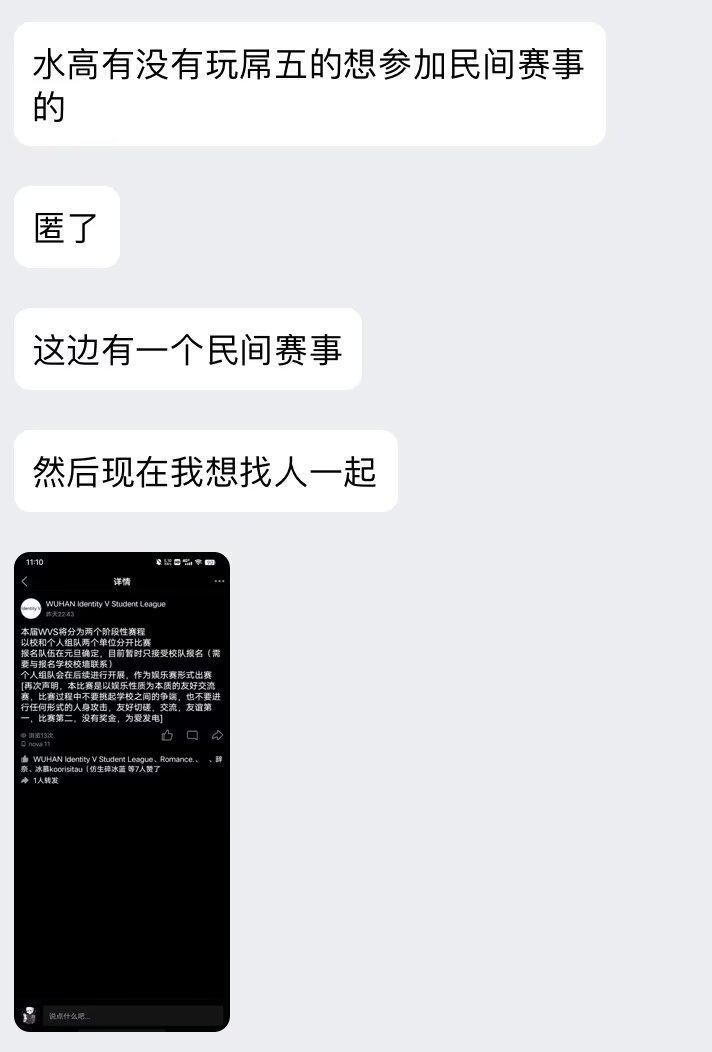 水高有没有玩屌五的想参加民间赛事
的
匿了
这边有一个民间赛事
然后现在我想找人一起
11:10
详情
WUHAN Identity V Student League
昨天22:43
本届WVS将分为两个阶段性赛程
以校和个人组队两个单位分开比赛
报名队伍在元旦确定，目前暂时只接受校队报名（需
要与报名学校校墙联系）
个人组队会在后续进行开展，作为娱乐赛形式出赛
[再次声明，本比赛是以娱乐性质为本质的友好交流
赛，比赛过程中不要挑起学校之间的争端，也不要进
行任何形式的人身攻击，友好切磋，交流，友谊第
一，比赛第二，没有奖金，为爱发电]
浏览13次
nova 11
WUHAN Identity V Student League、Romance.、 、辞
奈、冰慕koorisitau（仿生碎冰蓝 等7人赞了
1人转发
说点什么吧...